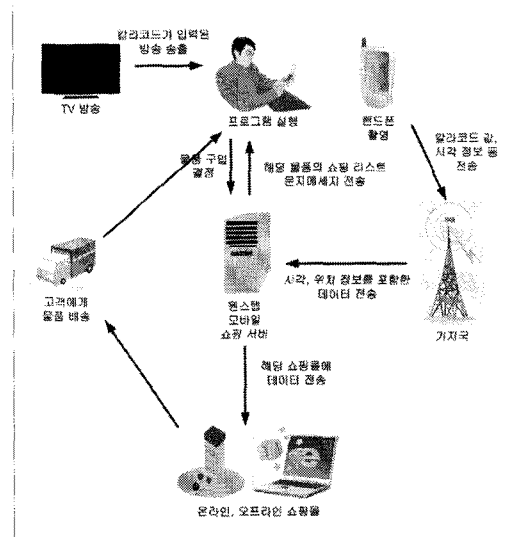 칼라코드가 입력된
방송 송출
TV 방송
프로그램 실행
핸드폰
촬영
칼라코드 값,
시각 정보 등
전송
물품 구입
결정
해당 물품의 쇼핑 리스트
문자메세지 전송
고객에게
물품 배송
원스텝
모바일
쇼핑 서버
시각, 위치 정보를 포함한
데이터 전송
기지국
해당 쇼핑몰에
데이터 전송
온라인, 오프라인 쇼핑몰